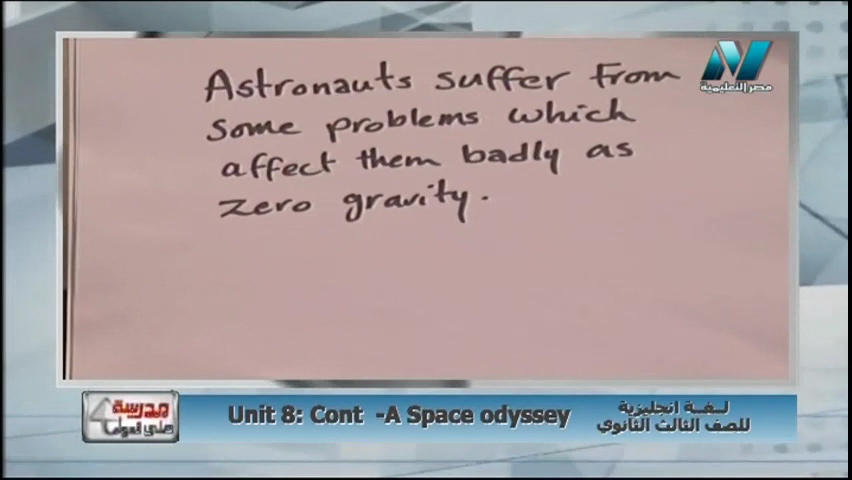 Astronauts suffer from
some problems which
affect them badly as
zero gravity.
مصر التعليمية
مدرسة
على الهواء
Unit 8: Cont -A Space odyssey
لغة انجليزية
للصف الثالث الثانوي